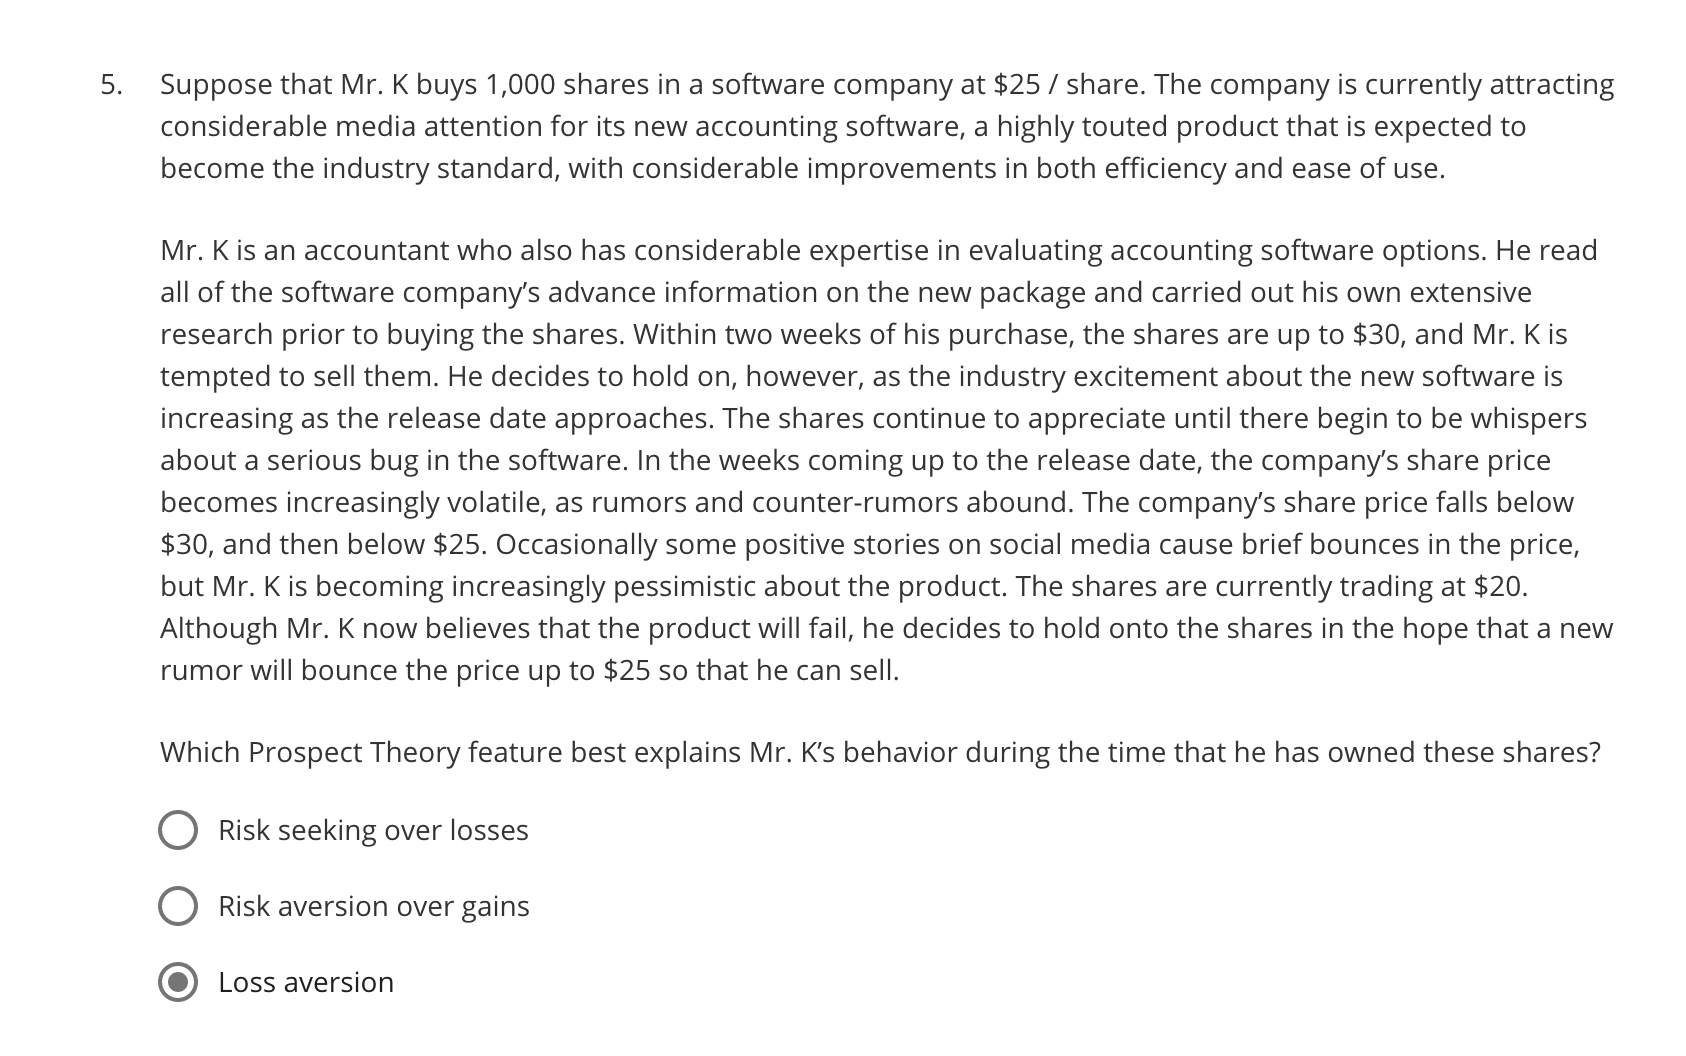 5. Suppose that Mr. K buys 1,000 shares in a software company at $25 / share. The company is currently attracting
considerable media attention for its new accounting software, a highly touted product that is expected to
become the industry standard, with considerable improvements in both efficiency and ease of use.
Mr. K is an accountant who also has considerable expertise in evaluating accounting software options. He read
all of the software company’s advance information on the new package and carried out his own extensive
research prior to buying the shares. Within two weeks of his purchase, the shares are up to $30, and Mr. K is
tempted to sell them. He decides to hold on, however, as the industry excitement about the new software is
increasing as the release date approaches. The shares continue to appreciate until there begin to be whispers
about a serious bug in the software. In the weeks coming up to the release date, the company’s share price
becomes increasingly volatile, as rumors and counter-rumors abound. The company’s share price falls below
$30, and then below $25. Occasionally some positive stories on social media cause brief bounces in the price,
but Mr. K is becoming increasingly pessimistic about the product. The shares are currently trading at $20.
Although Mr. K now believes that the product will fail, he decides to hold onto the shares in the hope that a new
rumor will bounce the price up to $25 so that he can sell.
Which Prospect Theory feature best explains Mr. K’s behavior during the time that he has owned these shares?
Risk seeking over losses
Risk aversion over gains
Loss aversion